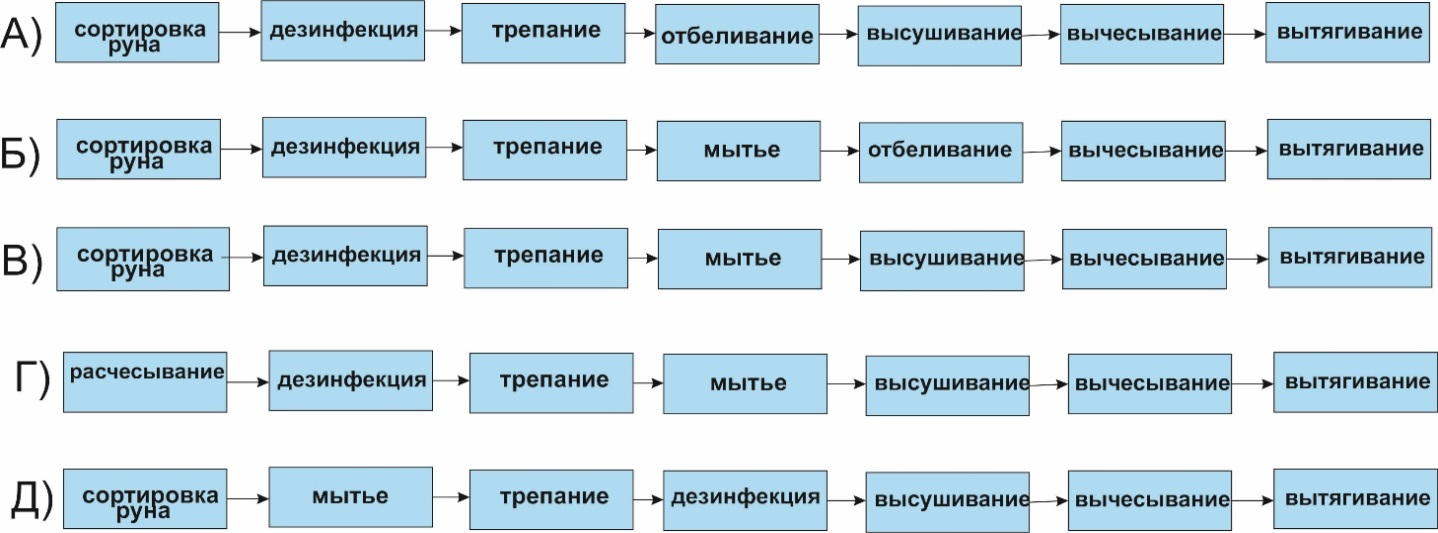 А) сортировка руна дезинфекция трепание отбеливание высушивание вычесывание вытягивание
Б) сортировка руна дезинфекция трепание мытье отбеливание вычесывание вытягивание
В) сортировка руна дезинфекция трепание мытье высушивание вычесывание вытягивание
Г) расчесывание дезинфекция трепание мытье высушивание вычесывание вытягивание
Д) сортировка руна мытье трепание дезинфекция высушивание вычесывание вытягивание